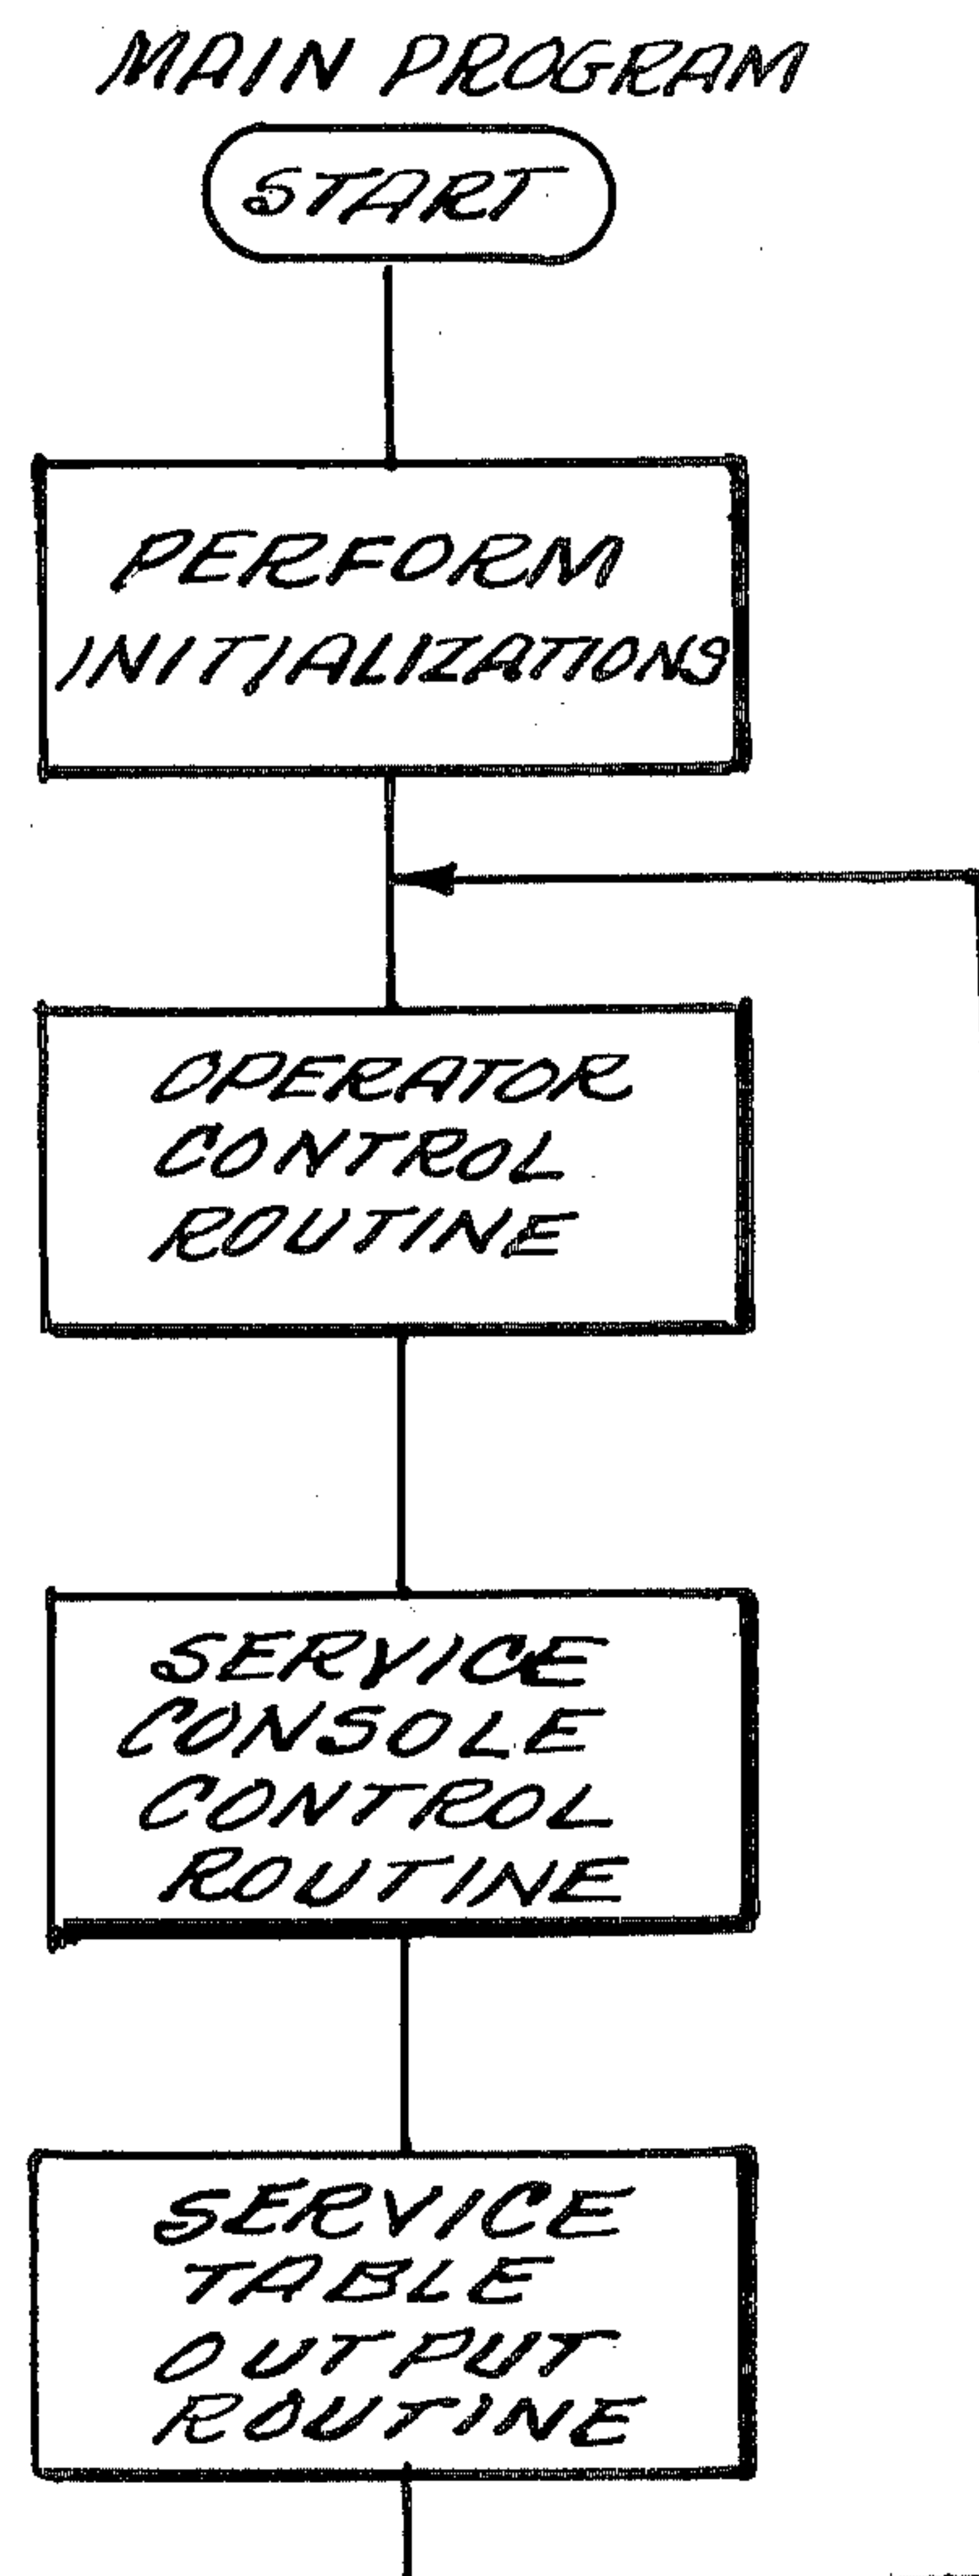 MAIN PROGRAM
START
PERFORM
INITIALIZATIONS
OPERATOR
CONTROL
ROUTINE
SERVICE
CONSOLE
CONTROL
ROUTINE
SERVICE
TABLE
OUTPUT
ROUTINE